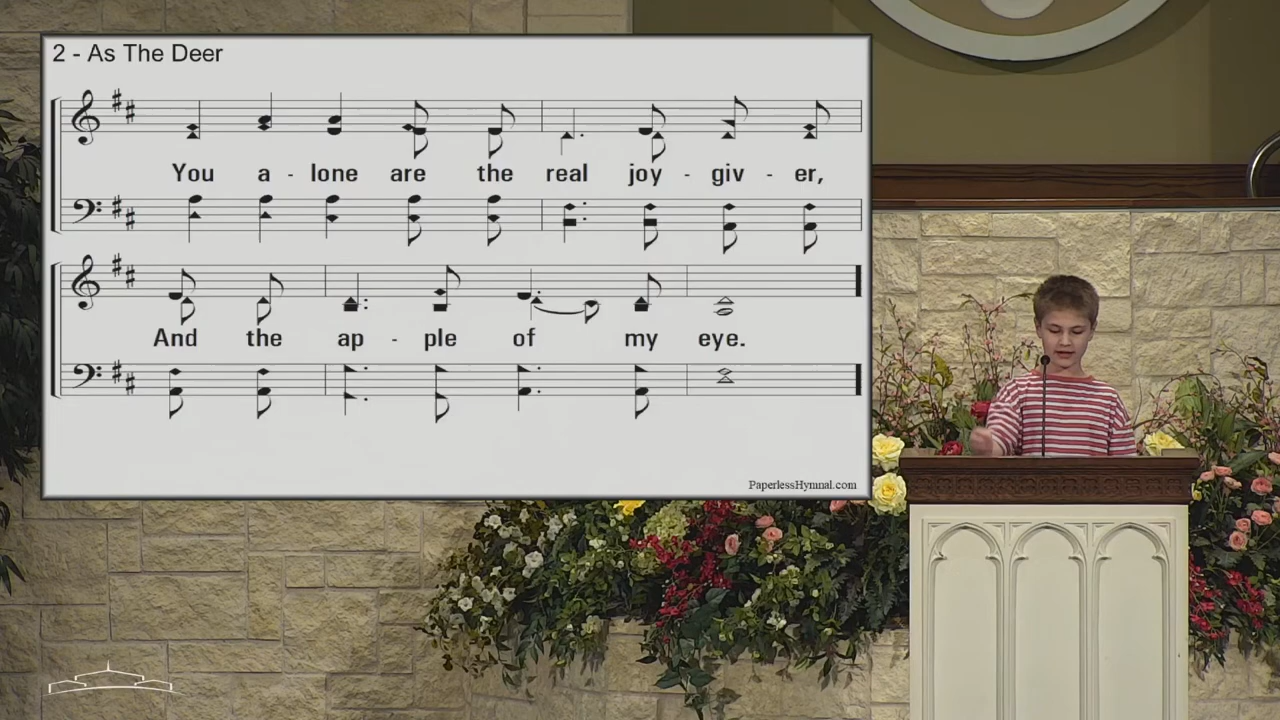 2 - As The Deer
You a - lone are the real joy - giv - er,
And the ap - ple of my eye.
PaperlessHymnal.com